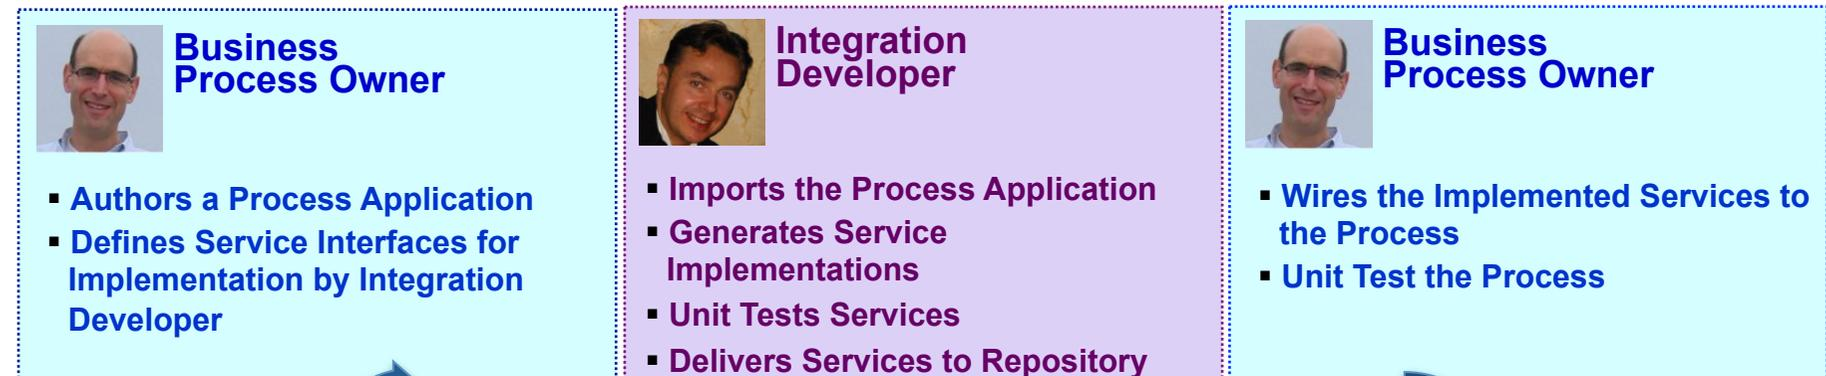 Business
Process Owner
▪ Authors a Process Application
▪ Defines Service Interfaces for
Implementation by Integration
Developer
Integration
Developer
▪ Imports the Process Application
▪ Generates Service
Implementations
▪ Unit Tests Services
▪ Delivers Services to Repository
Business
Process Owner
▪ Wires the Implemented Services to
the Process
▪ Unit Test the Process